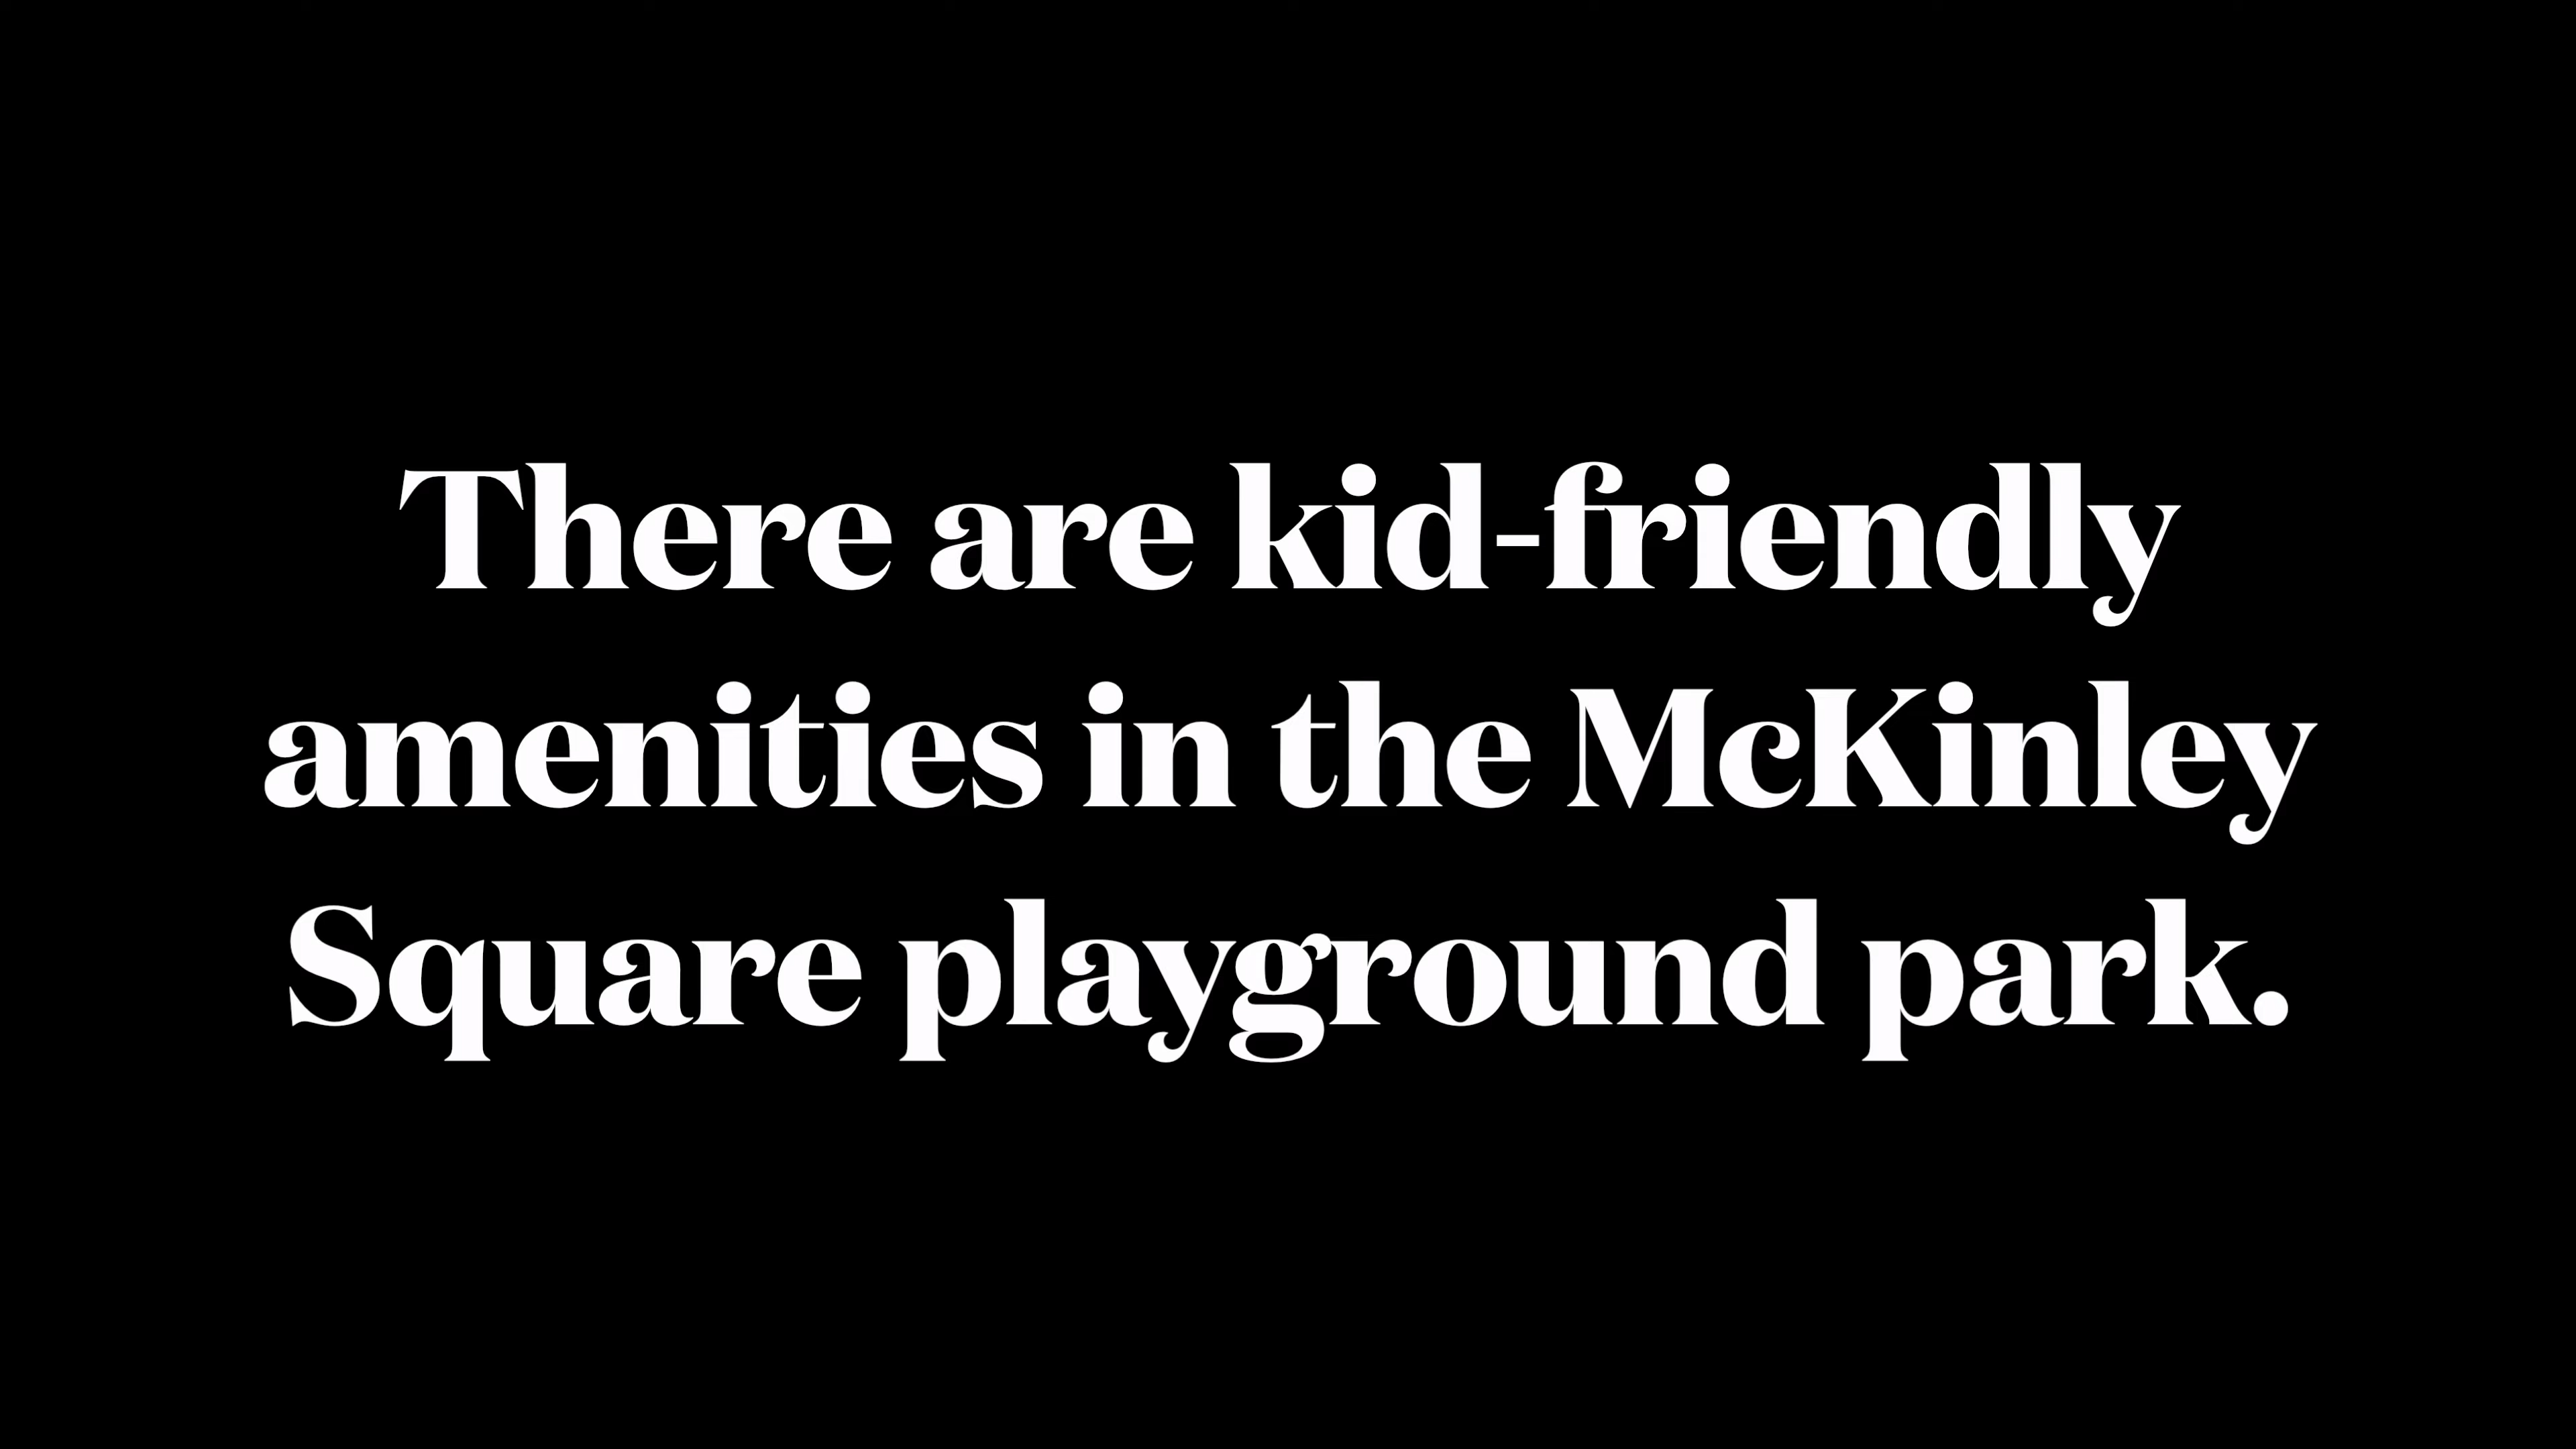 There are kid-friendly
amenities in the McKinley
Square playground park.